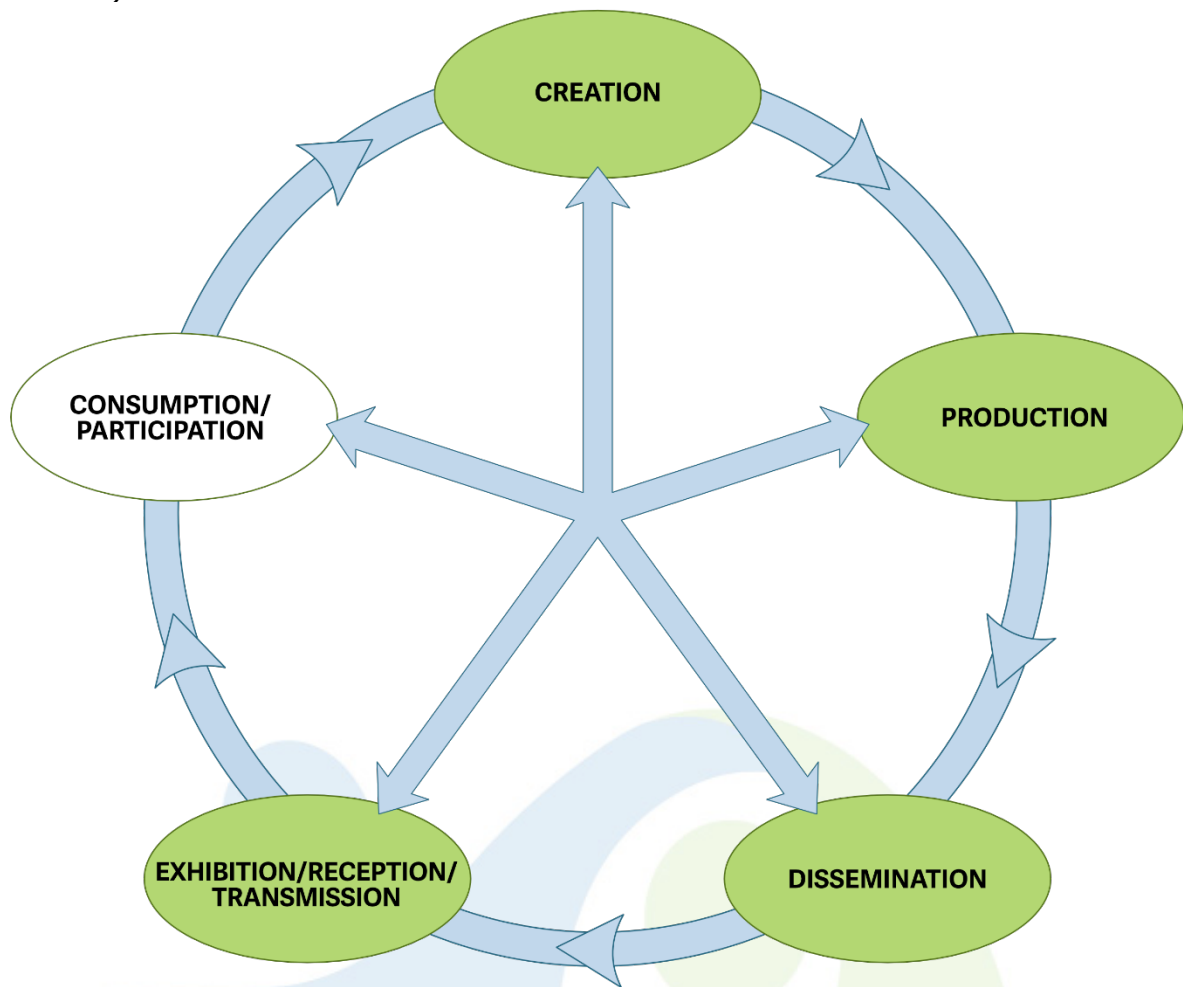 CREATION
PRODUCTION
DISSEMINATION
EXHIBITION/RECEPTION/
TRANSMISSION
CONSUMPTION/
PARTICIPATION